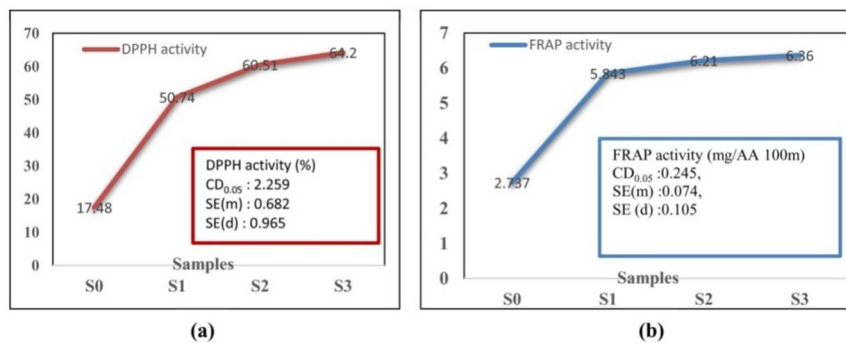 70
60
50
40
30
20
10
0
DPPH activity
17.48
50.74
60.51
64.2
DPPH activity (%)
CD0.05 : 2.259
SE(m) : 0.682
SE(d) : 0.965
Samples
S0 S1 S2 S3
(a)
7
6
5
4
3
2
1
0
FRAP activity
2.737
5.843
6.21
6.36
FRAP activity (mg/AA 100m)
CD0.05 :0.245,
SE(m) :0.074,
SE (d) :0.105
Samples
S0 S1 S2 S3
(b)